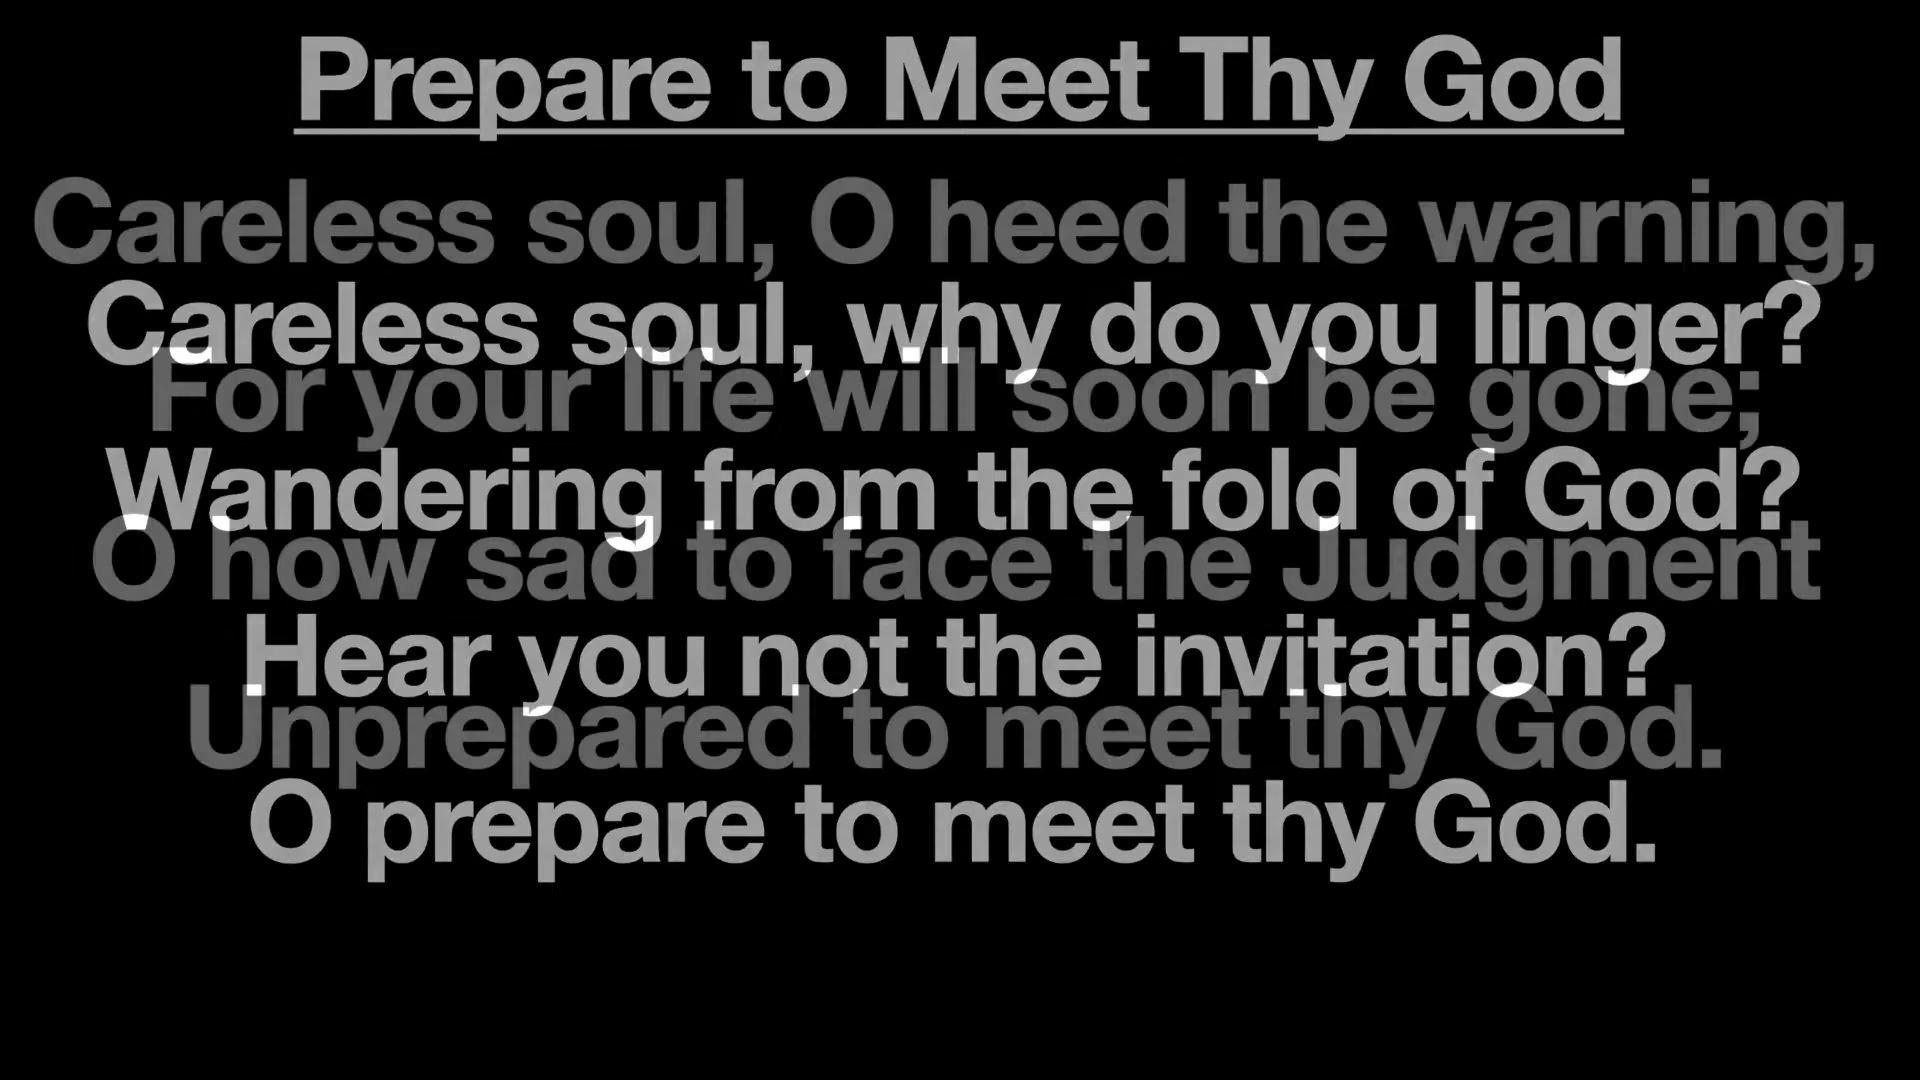 Prepare to Meet Thy God
Careless soul, O heed the warning,
Careless soul, why do you linger?
For your life will soon be gone;
Wandering from the fold of God?
O how sad to face the Judgment
Hear you not the invitation?
Unprepared to meet thy God.
O prepare to meet thy God.